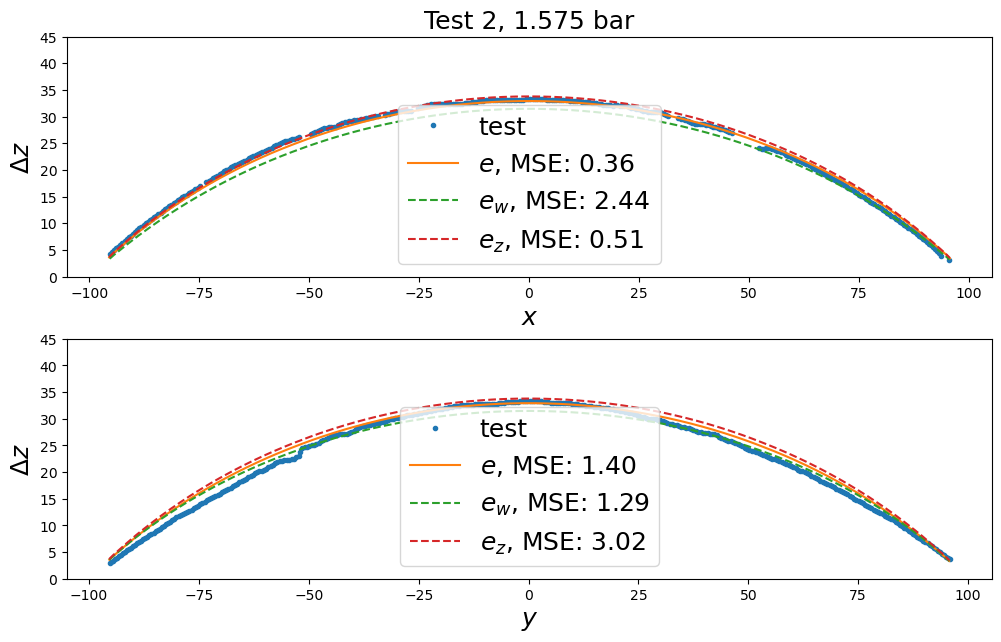 Test 2, 1.575 bar
45
40
35
30
25
20
15
10
5
0
Δz
test
e, MSE: 0.36
e_w, MSE: 2.44
e_z, MSE: 0.51
−100 −75 −50 −25 0 25 50 75 100
x
45
40
35
30
25
20
15
10
5
0
Δz
test
e, MSE: 1.40
e_w, MSE: 1.29
e_z, MSE: 3.02
−100 −75 −50 −25 0 25 50 75 100
y